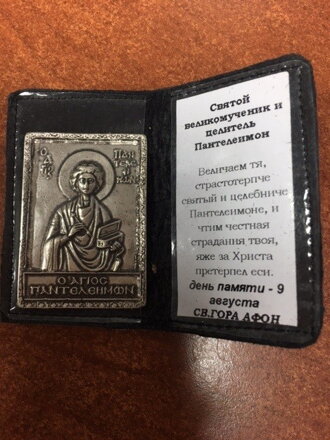 Ο ΑΓΙΟΣ
ΠΑΝΤΕΛΕΗΜΩΝ
Святой
великомученик и
целитель
Пантелеимон
Величаем тя,
страстотерпче
святый и целебниче
Пантелеимоне, и
чтим честная
страдания твоя,
яже за Христа
претерпел еси.
день памяти - 9
августа
СВ.ГОРА АФОН